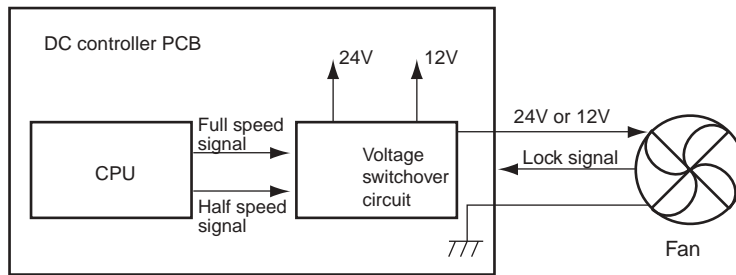 DC controller PCB
24V
12V
Full speed
signal
24V or 12V
CPU
Voltage
switchover
circuit
Lock signal
Half speed
signal
Fan